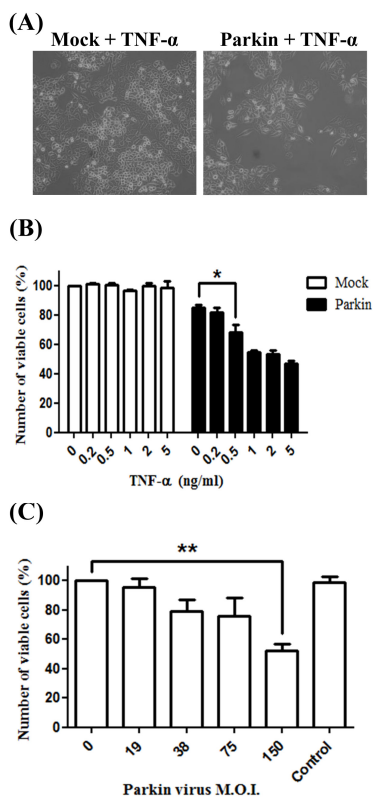 (A)
Mock + TNF-α Parkin + TNF-α
(B)
Number of viable cells (%)
100
80
60
40
20
0
*
Mock
Parkin
0 0.2 0.5 1 2 5 0 0.2 0.5 1 2 5
TNF-α (ng/ml)
(C)
Number of viable cells (%)
100
80
60
40
20
0
**
0 19 38 75 150 Control
Parkin virus M.O.I.